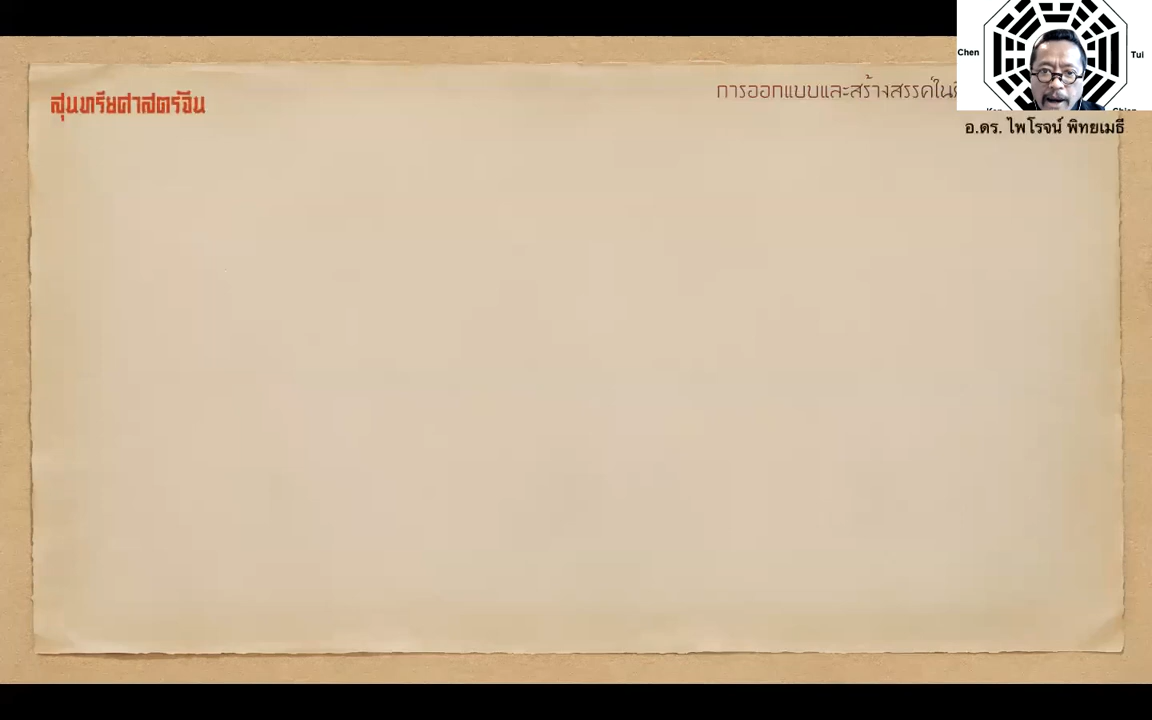 สุนทรียศาสตร์จีน
การออกแบบและสร้างสรรค์ใน
Chen
Tui
อ.ดร. ไพโรจน์ พิทยเมธี